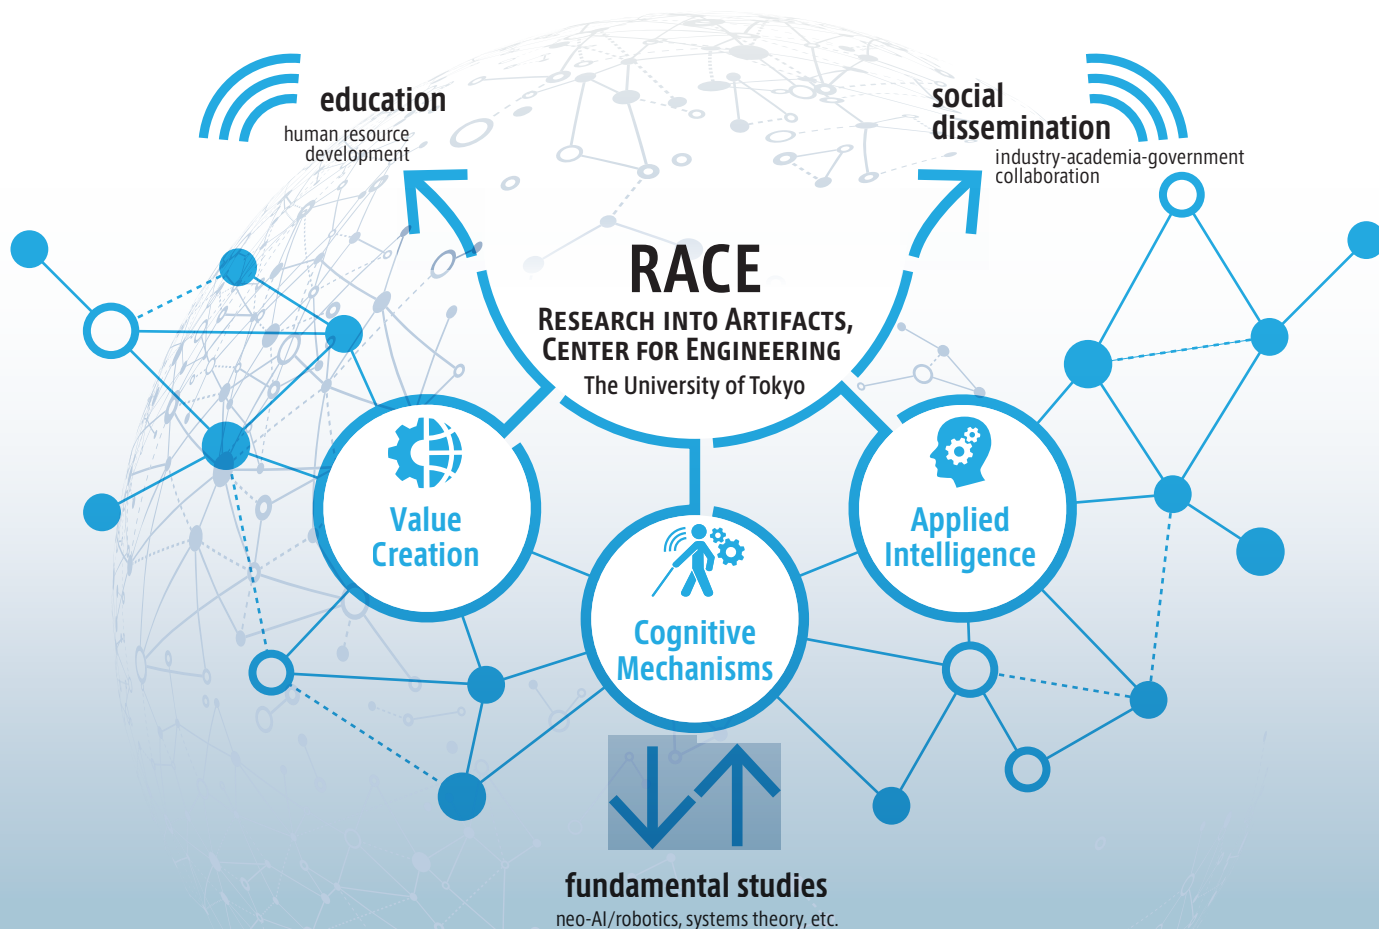 education
human resource
development
social
dissemination
industry-academia-government
collaboration
RACE
RESEARCH INTO ARTIFACTS,
CENTER FOR ENGINEERING
The University of Tokyo
Value
Creation
Cognitive
Mechanisms
Applied
Intelligence
fundamental studies
neo-AI/robotics, systems theory, etc.